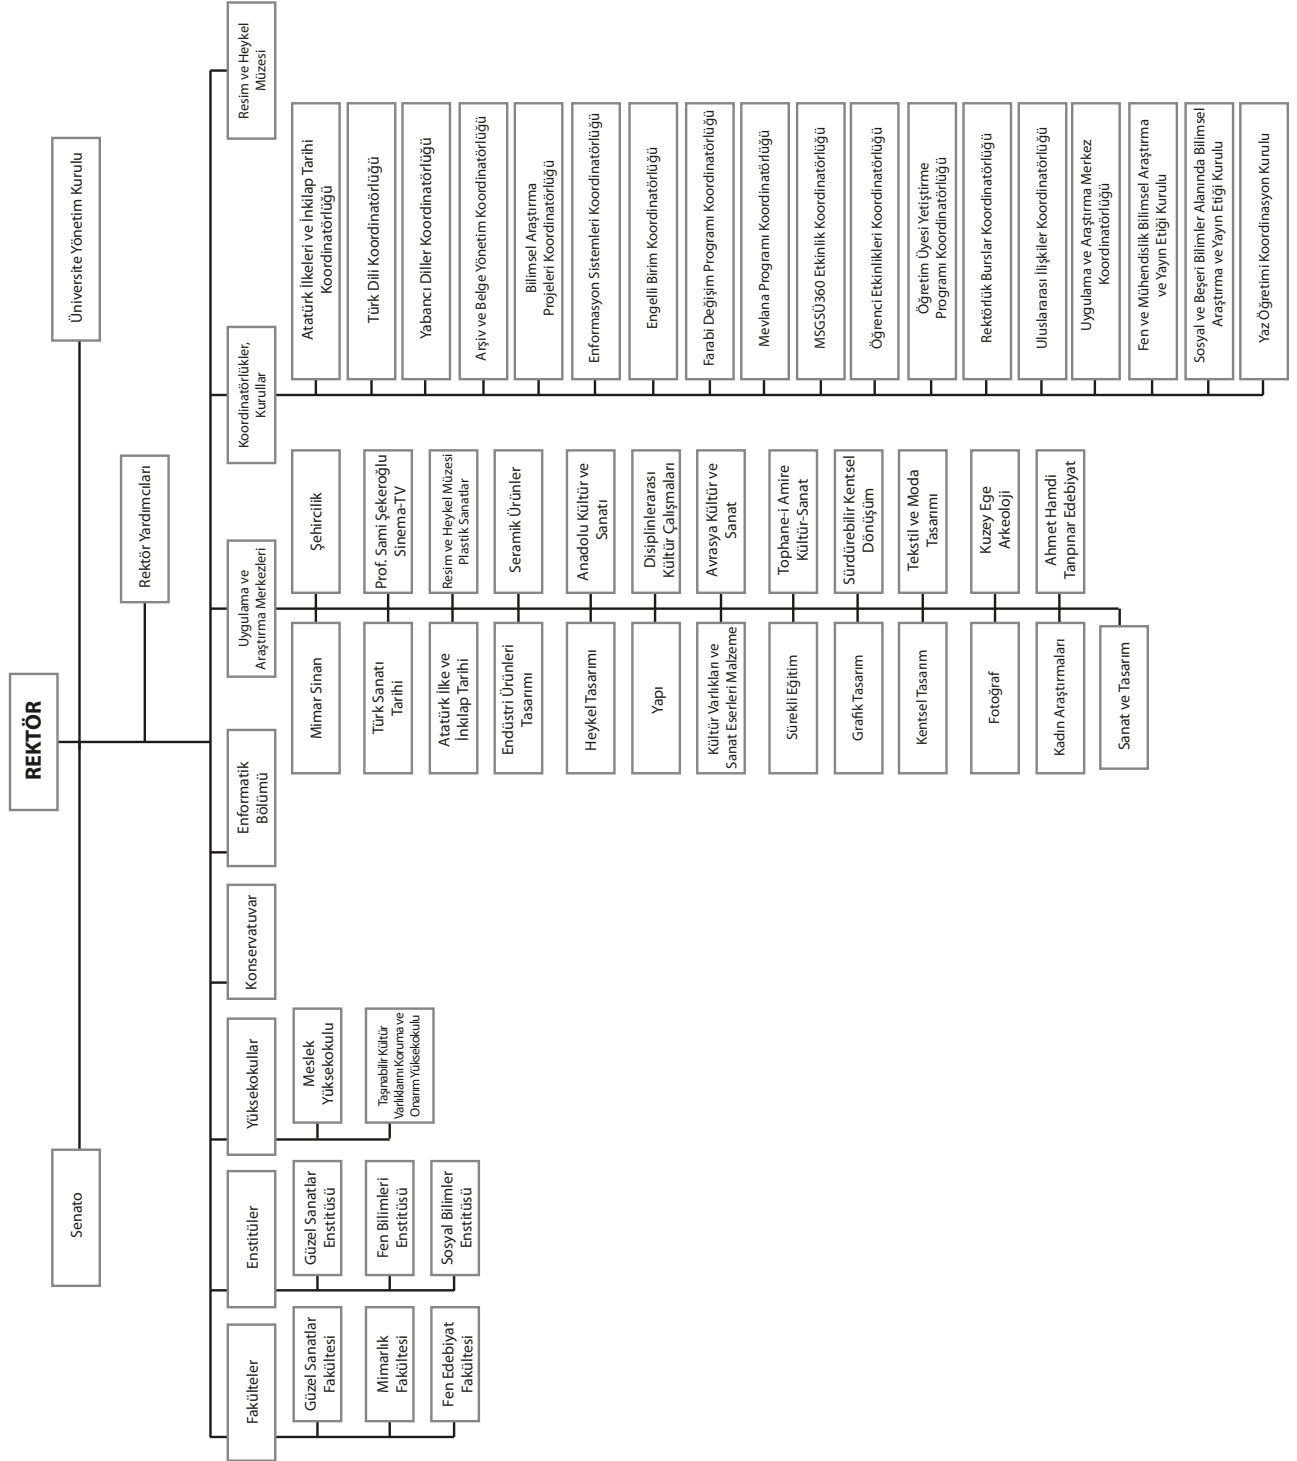 REKTÖR
Senato
Üniversite Yönetim Kurulu
Rektör Yardımcıları
Fakülteler
Enstitüler
Yüksekokullar
Konservatuvar
Enformatik
Bölümü
Uygulama ve
Araştırma Merkezleri
Koordinatörlükler,
Kurullar
Resim ve Heykel
Müzesi
Güzel Sanatlar
Fakültesi
Mimarlık
Fakültesi
Fen Edebiyat
Fakültesi
Güzel Sanatlar
Enstitüsü
Fen Bilimleri
Enstitüsü
Sosyal Bilimler
Enstitüsü
Meslek
Yüksekokulu
Taşınabilir Kültür
Varlıklarını Koruma ve
Onarım Yüksekokulu
Mimar Sinan
Türk Sanatı
Tarihi
Atatürk İlke ve
İnkılap Tarihi
Endüstri Ürünleri
Tasarımı
Heykel Tasarımı
Yapı
Kültür Varlıkları ve
Sanat Eserleri Malzeme
Sürekli Eğitim
Grafik Tasarım
Kentsel Tasarım
Fotoğraf
Kadın Araştırmaları
Sanat ve Tasarım
Şehircilik
Prof. Sami Şekeroğlu
Sinema-TV
Resim ve Heykel Müzesi
Plastik Sanatlar
Seramik Ürünler
Anadolu Kültür ve
Sanatı
Disiplinlerarası
Kültür Çalışmaları
Avrasya Kültür ve
Sanat
Tophane-i Amire
Kültür-Sanat
Sürdürebilir Kentsel
Dönüşüm
Tekstil ve Moda
Tasarımı
Kuzey Ege
Arkeoloji
Ahmet Hamdi
Tanpınar Edebiyat
Atatürk İlkeleri ve İnkilap Tarihi
Koordinatörlüğü
Türk Dili Koordinatörlüğü
Yabancı Diller Koordinatörlüğü
Arşiv ve Belge Yönetim Koordinatörlüğü
Bilimsel Araştırma
Projeleri Koordinatörlüğü
Enformasyon Sistemleri Koordinatörlüğü
Engelli Birim Koordinatörlüğü
Farabi Değişim Programı Koordinatörlüğü
Mevlana Programı Koordinatörlüğü
MSGSÜ360 Etkinlik Koordinatörlüğü
Öğrenci Etkinlikleri Koordinatörlüğü
Öğretim Üyesi Yetiştirme
Programı Koordinatörlüğü
Rektörlük Burslar Koordinatörlüğü
Uluslararası İlişkiler Koordinatörlüğü
Uygulama ve Araştırma Merkez
Koordinatörlüğü
Fen ve Mühendislik Bilimsel Araştırma
ve Yayın Etiği Kurulu
Sosyal ve Beşeri Bilimler Alanında Bilimsel
Araştırma ve Yayın Etiği Kurulu
Yaz Öğretimi Koordinasyon Kurulu